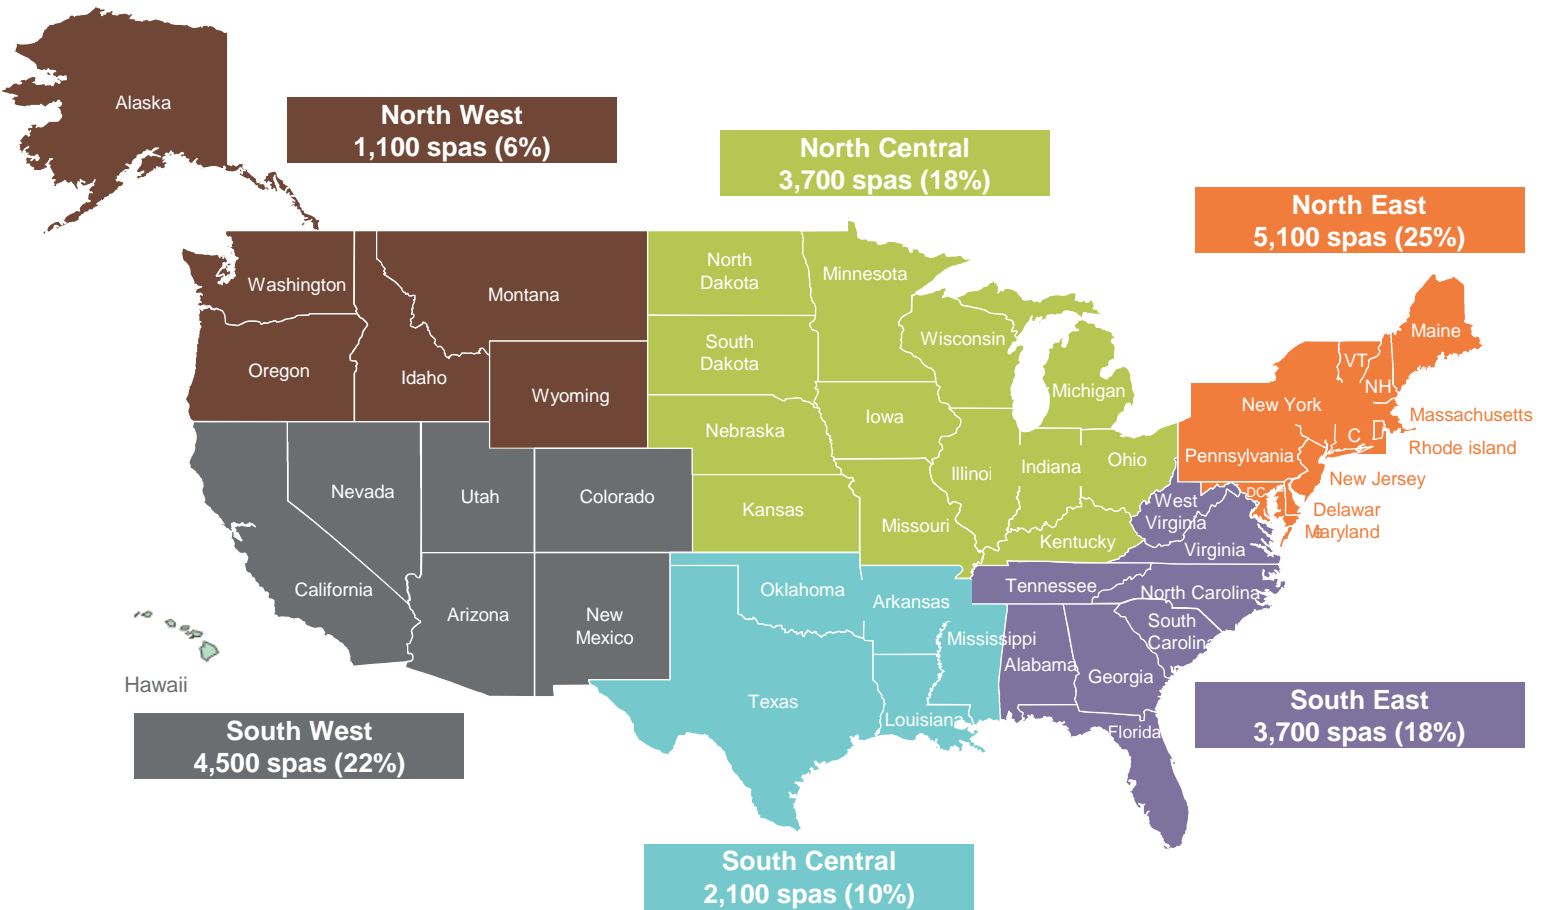 Alaska
North West
1,100 spas (6%)
North Central
3,700 spas (18%)
North East
5,100 spas (25%)
Washington
Montana
North
Dakota
Minnesota
Oregon
Idaho
Wyoming
South
Dakota
Wisconsin
Michigan
Maine
VT
NH
New York
Massachusetts
C
Rhode island
Nebraska
Iowa
Illinoi
Indiana
Ohio
Pennsylvania
New Jersey
DC
Delawar
e
Maryland
Nevada
Utah
Colorado
Kansas
Missouri
Kentucky
West
Virginia
Virginia
California
Arizona
New
Mexico
Oklahoma
Arkansas
Tennessee
North Carolina
South
Carolina
Mississippi
Alabama
Georgia
Hawaii
Texas
Louisiana
Florida
South West
4,500 spas (22%)
South East
3,700 spas (18%)
South Central
2,100 spas (10%)